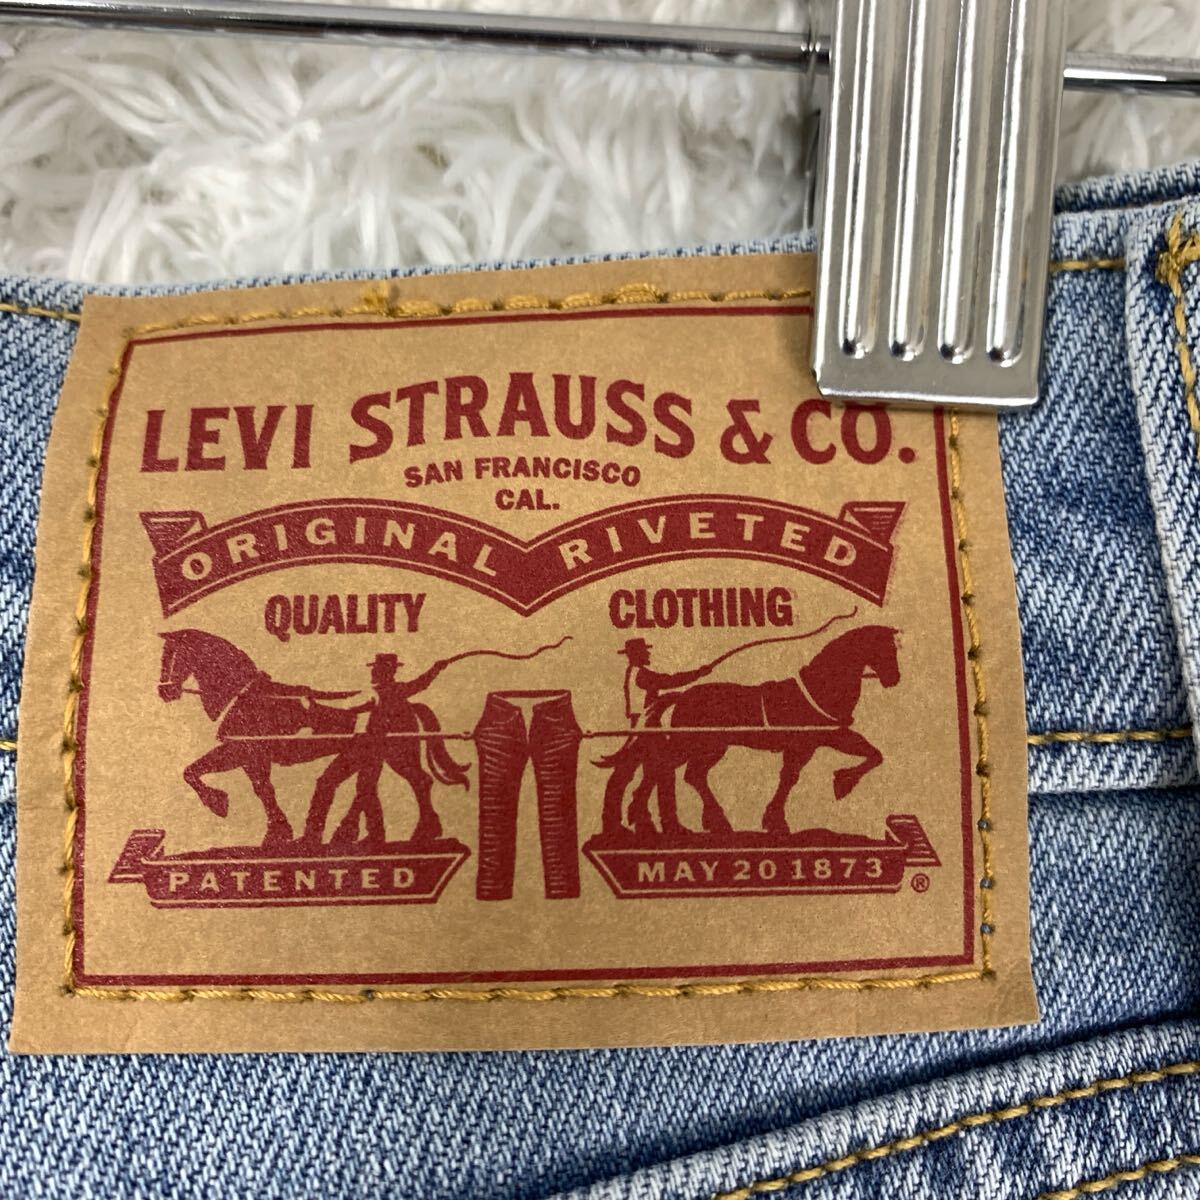 LEVI STRAUSS & CO.
SAN FRANCISCO
CAL.
ORIGINAL RIVETED
QUALITY CLOTHING
PATENTED MAY 20 1873 ®